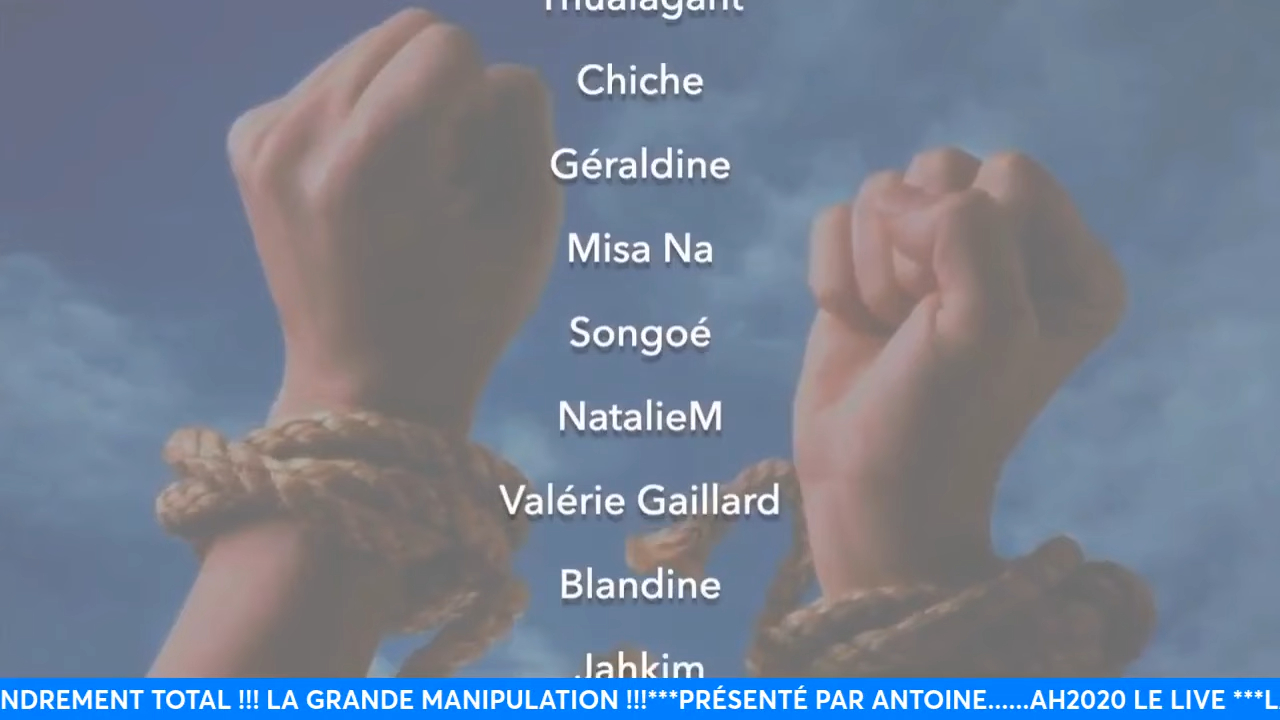 Chiche
Géraldine
Misa Na
Songoé
NatalieM
Valérie Gaillard
Blandine
Jahkim
NDREMENT TOTAL !!! LA GRANDE MANIPULATION !!!***PRÉSENTÉ PAR ANTOINE......AH2020 LE LIVE ***L